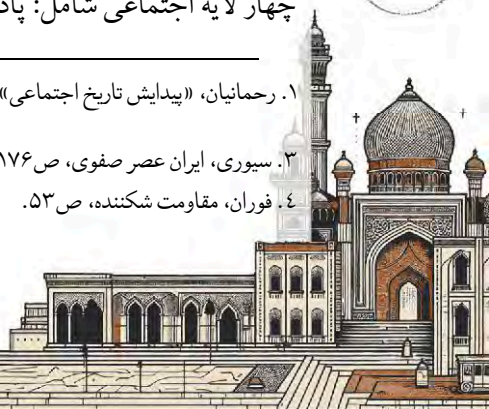 چهار لایه اجتماعی شامل: پاد
۱. رحمانیان، «پیدایش تاریخ اجتماعی»
۳. سیوری، ایران عصر صفوی، ص۱۷۶
٤. فوران، مقاومت شکننده، ص۵۳.